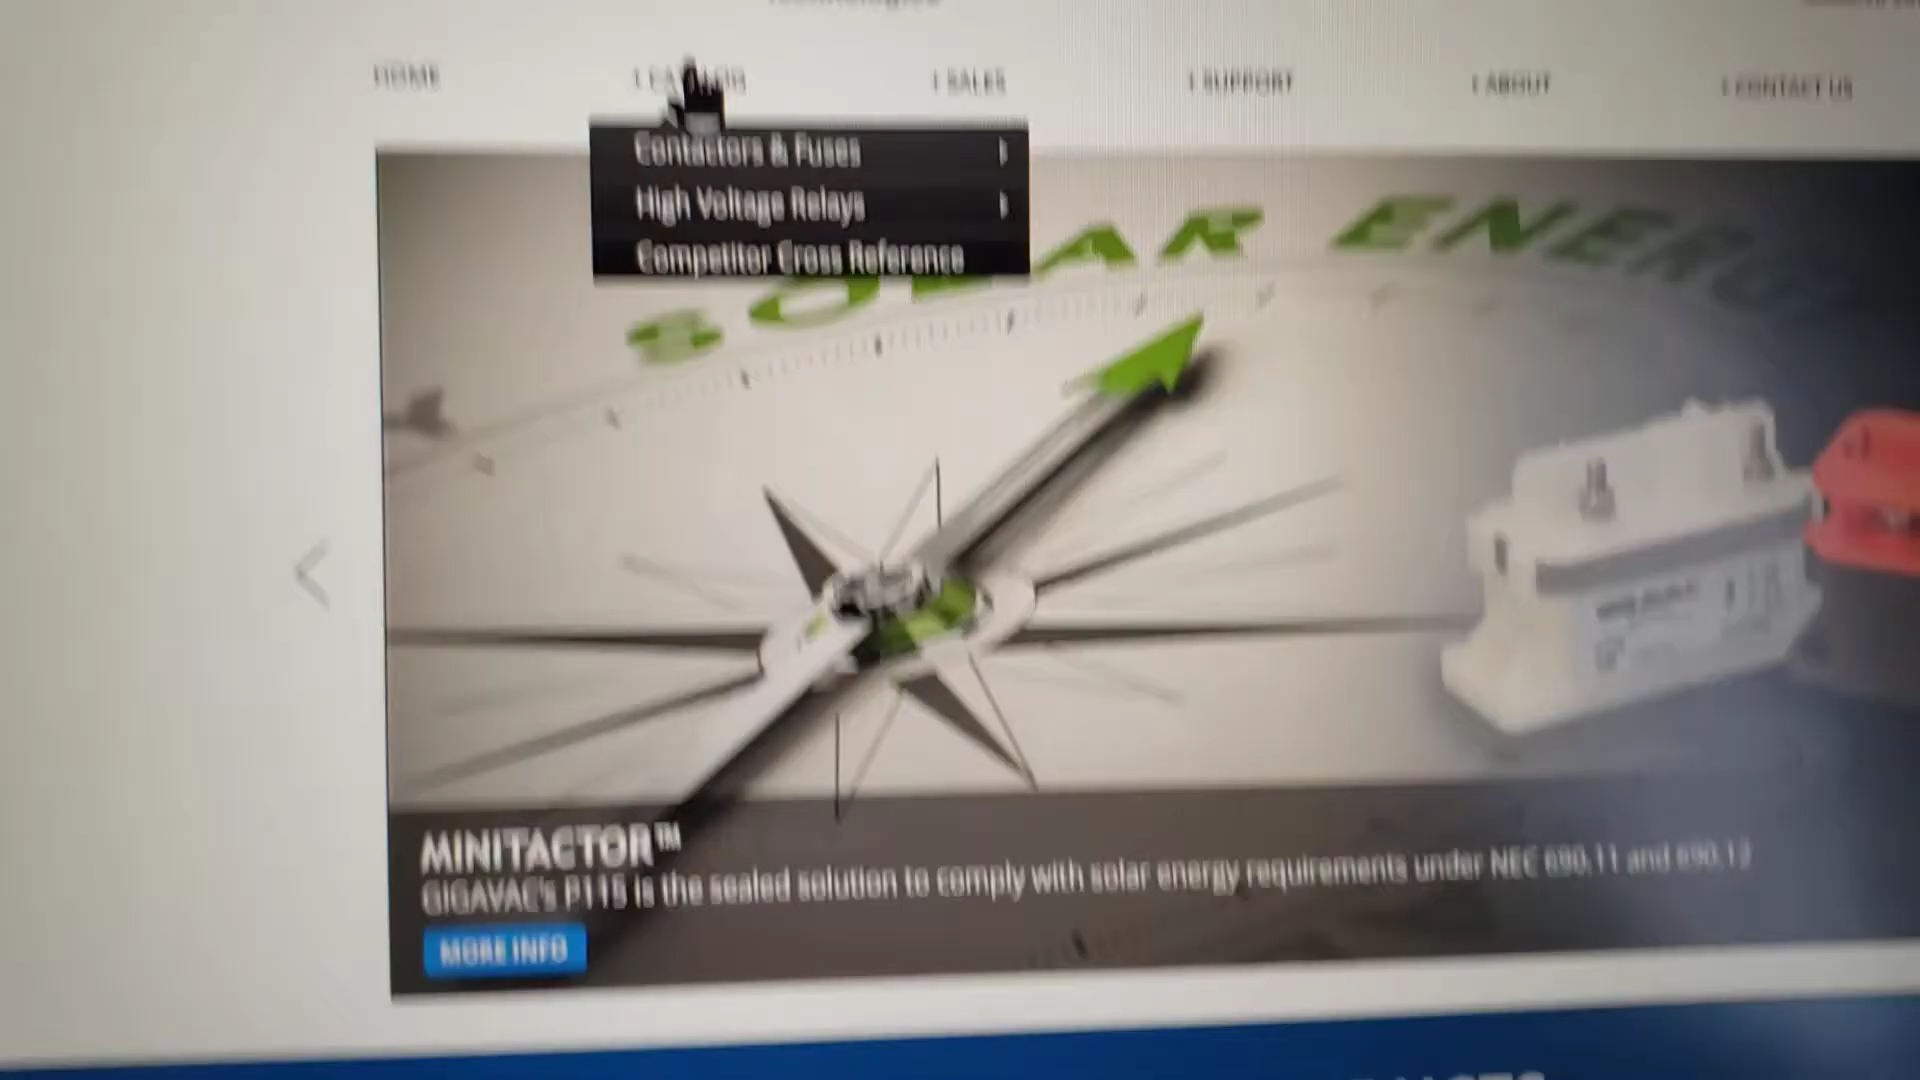 Technologies
HOME
CATALOG
SALES
SUPPORT
ABOUT
CONTACT US
Contactors & Fuses
High Voltage Relays
Competitor Cross Reference
SOLAR ENERGY
MINITACTOR™
GIGAVAC's P115 is the sealed solution to comply with solar energy requirements under NEC 690.11 and 690.12
MORE INFO